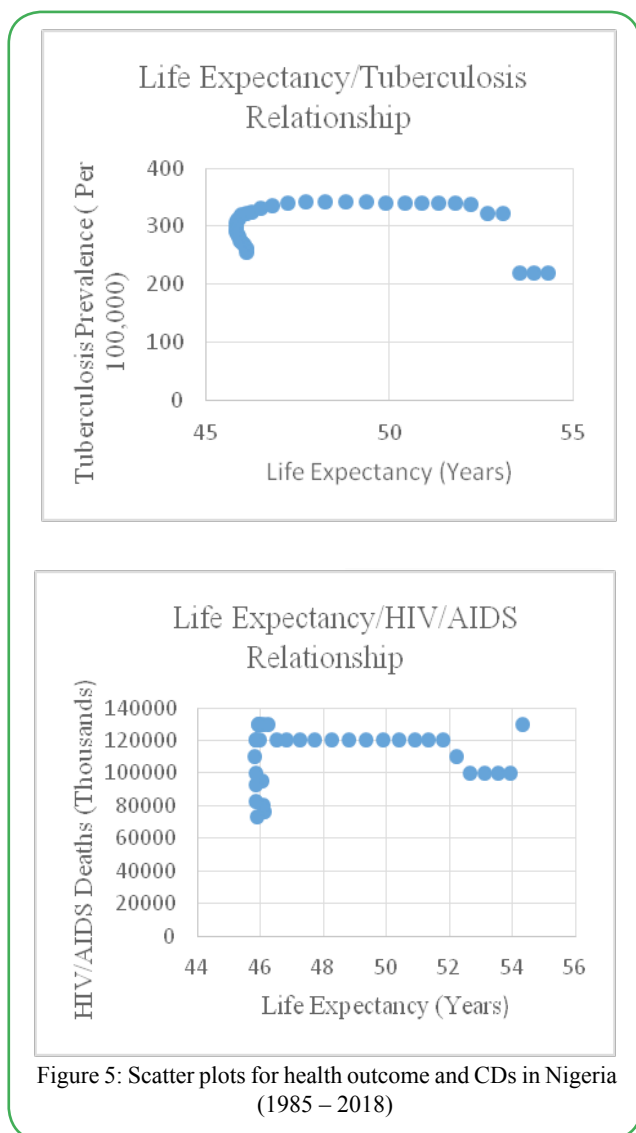 Life Expectancy/Tuberculosis
Relationship
Tuberculosis Prevalence ( Per
100,000)
400
300
200
100
0
45
50
55
Life Expectancy (Years)
Life Expectancy/HIV/AIDS
Relationship
HIV/AIDS Deaths (Thousands)
140000
120000
100000
80000
60000
40000
20000
0
44
46
48
50
52
54
56
Life Expectancy (Years)
Figure 5: Scatter plots for health outcome and CDs in Nigeria
(1985 – 2018)